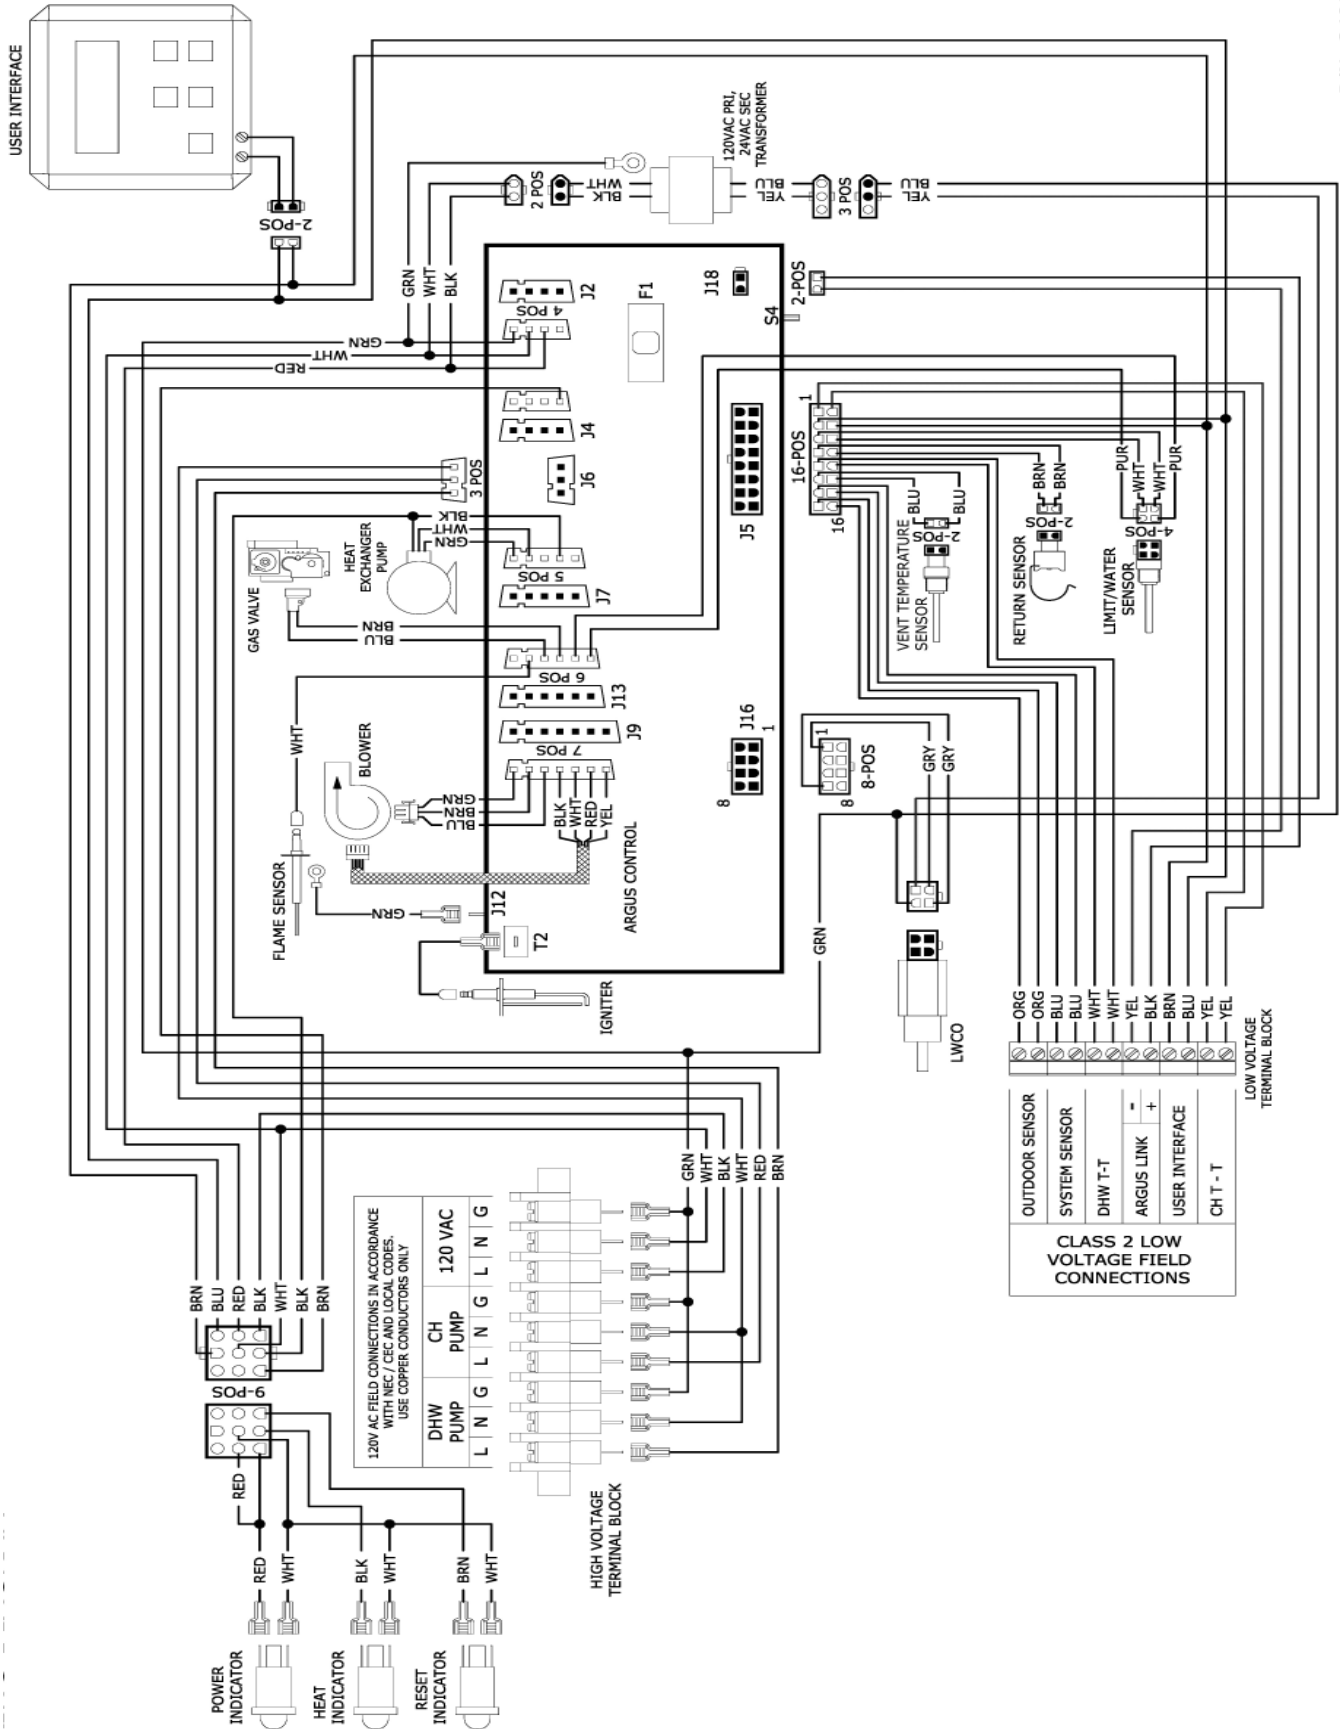 USER INTERFACE
2-POS
GRN
WHT
BLK
2 POS
WHT
BLK
120VAC PRI,
24VAC SEC
TRANSFORMER
BLU
YEL
3 POS
BLU
YEL
GRN
WHT
RED
J2
4 POS
F1
J18
2-POS
S4
J4
J6
3 POS
J5
16-POS
1
16
GAS VALVE
HEAT
EXCHANGER
PUMP
BLK
WHT
GRN
5 POS
J7
BRN
BLU
6 POS
J13
J9
7 POS
J16
1
8
1
8
8-POS
GRY
GRY
BLU
BLU
2-POS
VENT TEMPERATURE
SENSOR
BRN
BRN
2-POS
RETURN SENSOR
PUR
WHT
WHT
PUR
4-POS
LIMIT/WATER
SENSOR
WHT
BLOWER
GRN
BRN
BLU
BLK
WHT
RED
YEL
FLAME SENSOR
GRN
J12
T2
ARGUS CONTROL
IGNITER
GRN
LWCO
ORG
ORG
BLU
BLU
WHT
WHT
YEL
BLK
BRN
BLU
YEL
YEL
LOW VOLTAGE
TERMINAL BLOCK
OUTDOOR SENSOR
SYSTEM SENSOR
DHW T-T
ARGUS LINK
-
+
USER INTERFACE
CH T - T
CLASS 2 LOW
VOLTAGE FIELD
CONNECTIONS
GRN
WHT
BLK
WHT
RED
BRN
120V AC FIELD CONNECTIONS IN ACCORDANCE
WITH NEC / CEC AND LOCAL CODES.
USE COPPER CONDUCTORS ONLY
DHW
PUMP
CH
PUMP
120 VAC
L N G L N G L N G
HIGH VOLTAGE
TERMINAL BLOCK
BRN
BLU
RED
BLK
WHT
BLK
BRN
9-POS
RED
RED
WHT
BLK
WHT
BRN
WHT
POWER
INDICATOR
HEAT
INDICATOR
RESET
INDICATOR